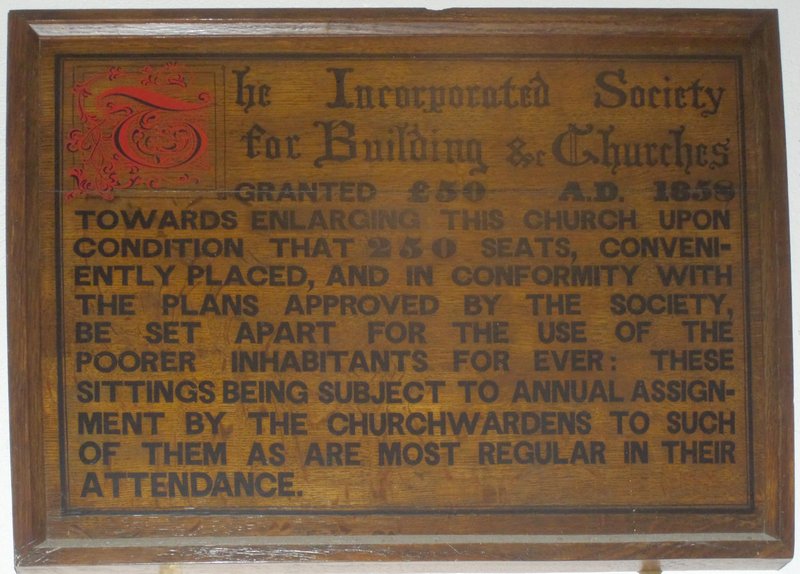 The Incorporated Society
for Building &c Churches
GRANTED £50 A.D. 1858
TOWARDS ENLARGING THIS CHURCH UPON
CONDITION THAT 250 SEATS, CONVENI-
ENTLY PLACED, AND IN CONFORMITY WITH
THE PLANS APPROVED BY THE SOCIETY,
BE SET APART FOR THE USE OF THE
POORER INHABITANTS FOR EVER: THESE
SITTINGS BEING SUBJECT TO ANNUAL ASSIGN-
MENT BY THE CHURCHWARDENS TO SUCH
OF THEM AS ARE MOST REGULAR IN THEIR
ATTENDANCE.